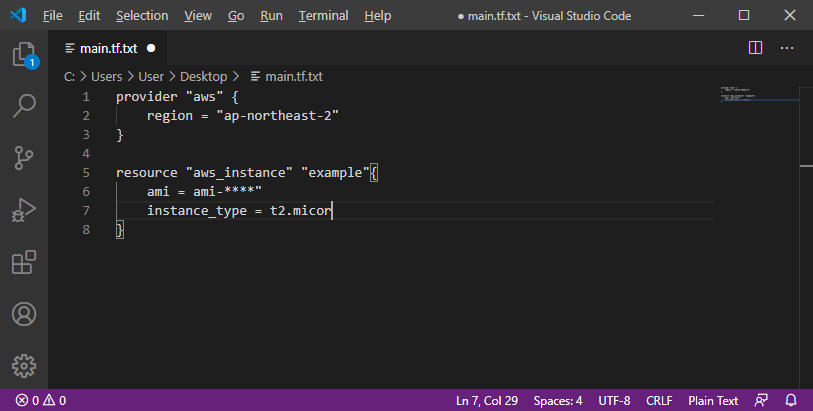 File Edit Selection View Go Run Terminal Help ● main.tf.txt - Visual Studio Code
main.tf.txt ●
C: > Users > User > Desktop > main.tf.txt
1 provider "aws" {
2 region = "ap-northeast-2"
3 }
4
5 resource "aws_instance" "example"{
6 ami = ami-****"
7 instance_type = t2.micor
8 }
1
0 0 Ln 7, Col 29 Spaces: 4 UTF-8 CRLF Plain Text